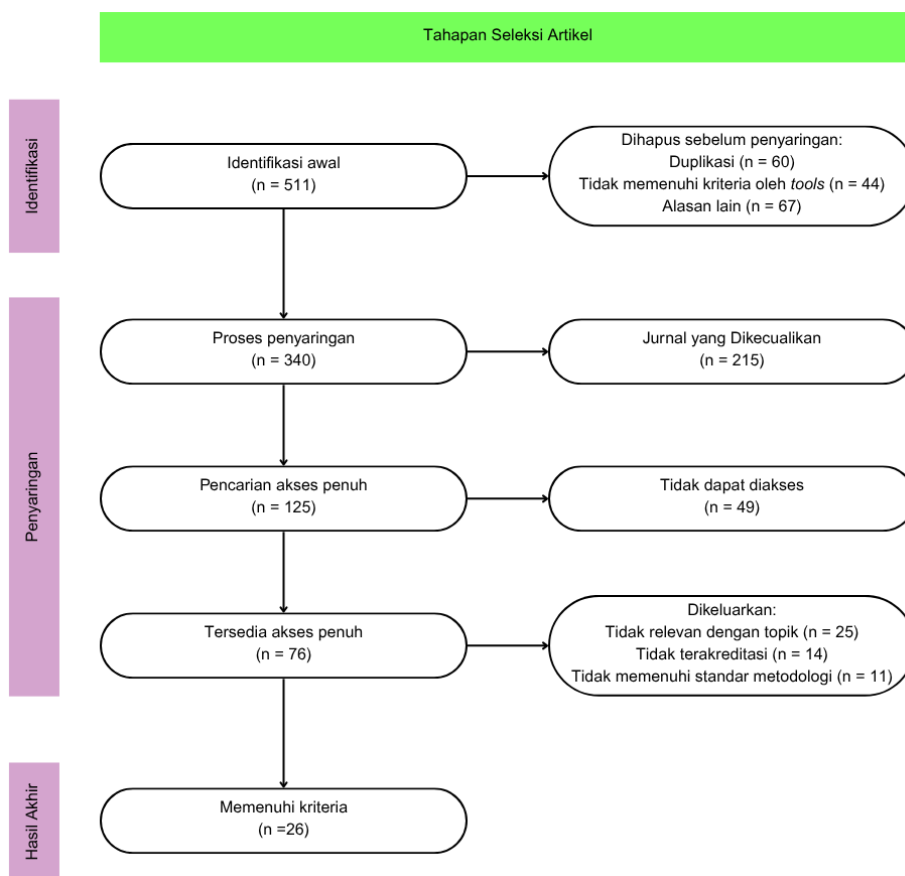 Tahapan Seleksi Artikel
Identifikasi
Identifikasi awal
(n = 511)
Dihapus sebelum penyaringan:
Duplikasi (n = 60)
Tidak memenuhi kriteria oleh tools (n = 44)
Alasan lain (n = 67)
Penyaringan
Proses penyaringan
(n = 340)
Jurnal yang Dikecualikan
(n = 215)
Pencarian akses penuh
(n = 125)
Tidak dapat diakses
(n = 49)
Tersedia akses penuh
(n = 76)
Dikeluarkan:
Tidak relevan dengan topik (n = 25)
Tidak terakreditasi (n = 14)
Tidak memenuhi standar metodologi (n = 11)
Hasil Akhir
Memenuhi kriteria
(n =26)